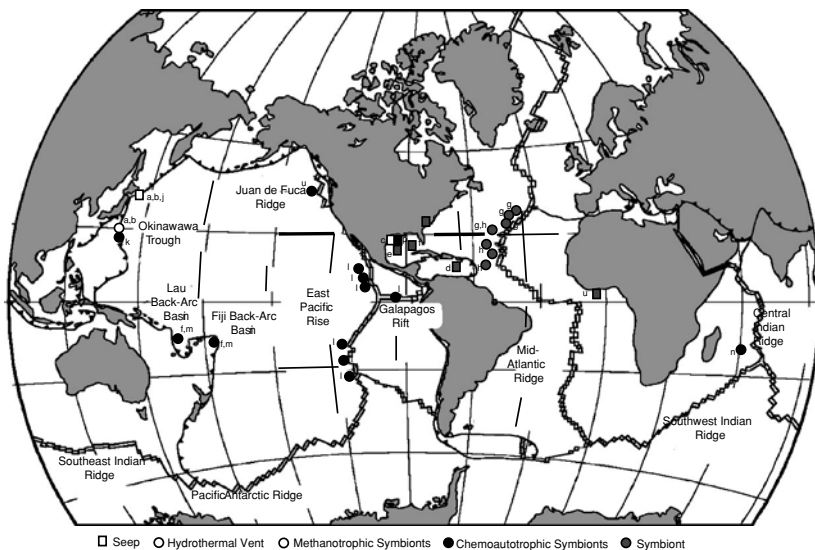 u
Juan de Fuca
Ridge
a,b,j
a,b
Okinawawa
Trough
k
g
g
g
g,h
h
c
e
d
u
l
l
l
l
Lau
Back-Arc
Basin
Fiji Back-Arc
Basin
f,m
f,m
East
Pacific
Rise
Galapagos
Rift
l
l
Mid-
Atlantic
Ridge
Central
Indian
Ridge
n
Southwest Indian
Ridge
Southeast Indian
Ridge
PacificAntarctic Ridge
Seep Hydrothermal Vent Methanotrophic Symbionts Chemoautotrophic Symbionts Symbiont